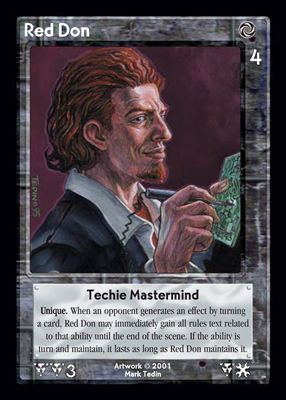 Red Don
4
Techie Mastermind
Unique. When an opponent generates an effect by turning
a card, Red Don may immediately gain all rules text related
to that ability until the end of the scene. If the ability is
turn and maintain, it lasts as long as Red Don maintains it.
3
Artwork © 2001
Mark Tedin